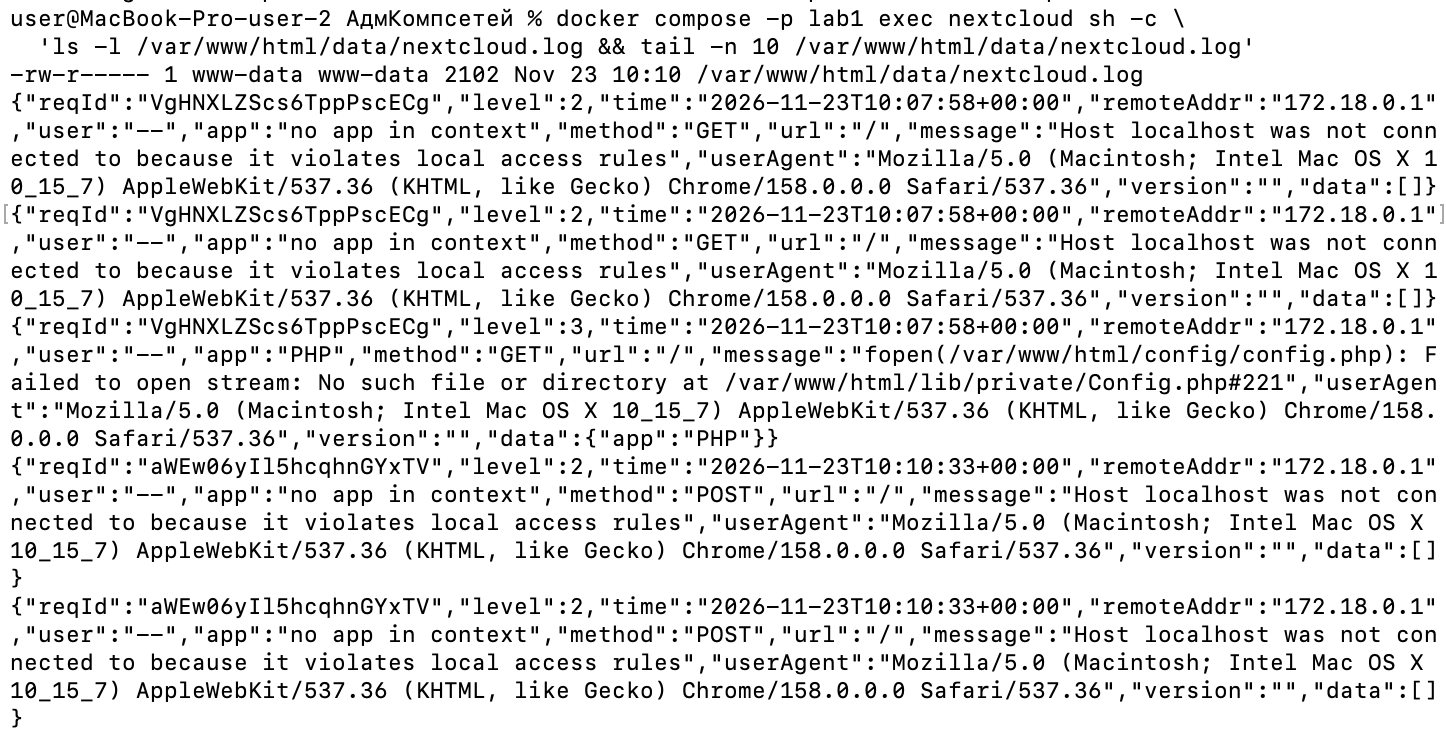 user@MacBook-Pro-user-2 АдмКомпсетей % docker compose -p lab1 exec nextcloud sh -c \
'ls -l /var/www/html/data/nextcloud.log && tail -n 10 /var/www/html/data/nextcloud.log'
-rw-r----- 1 www-data www-data 2102 Nov 23 10:10 /var/www/html/data/nextcloud.log
{"reqId":"VgHNXLZScs6TppPscECg","level":2,"time":"2026-11-23T10:07:58+00:00","remoteAddr":"172.18.0.1"
,"user":"--","app":"no app in context","method":"GET","url":"/","message":"Host localhost was not conn
ected to because it violates local access rules","userAgent":"Mozilla/5.0 (Macintosh; Intel Mac OS X 1
0_15_7) AppleWebKit/537.36 (KHTML, like Gecko) Chrome/158.0.0.0 Safari/537.36","version":"","data":[]}
[{"reqId":"VgHNXLZScs6TppPscECg","level":2,"time":"2026-11-23T10:07:58+00:00","remoteAddr":"172.18.0.1"]
,"user":"--","app":"no app in context","method":"GET","url":"/","message":"Host localhost was not conn
ected to because it violates local access rules","userAgent":"Mozilla/5.0 (Macintosh; Intel Mac OS X 1
0_15_7) AppleWebKit/537.36 (KHTML, like Gecko) Chrome/158.0.0.0 Safari/537.36","version":"","data":[]}
{"reqId":"VgHNXLZScs6TppPscECg","level":3,"time":"2026-11-23T10:07:58+00:00","remoteAddr":"172.18.0.1"
,"user":"--","app":"PHP","method":"GET","url":"/","message":"fopen(/var/www/html/config/config.php): F
ailed to open stream: No such file or directory at /var/www/html/lib/private/Config.php#221","userAgen
t":"Mozilla/5.0 (Macintosh; Intel Mac OS X 10_15_7) AppleWebKit/537.36 (KHTML, like Gecko) Chrome/158.
0.0.0 Safari/537.36","version":"","data":{"app":"PHP"}}
{"reqId":"aWEw06yIl5hcqhnGYxTV","level":2,"time":"2026-11-23T10:10:33+00:00","remoteAddr":"172.18.0.1"
,"user":"--","app":"no app in context","method":"POST","url":"/","message":"Host localhost was not con
nected to because it violates local access rules","userAgent":"Mozilla/5.0 (Macintosh; Intel Mac OS X
10_15_7) AppleWebKit/537.36 (KHTML, like Gecko) Chrome/158.0.0.0 Safari/537.36","version":"","data":[]
}
{"reqId":"aWEw06yIl5hcqhnGYxTV","level":2,"time":"2026-11-23T10:10:33+00:00","remoteAddr":"172.18.0.1"
,"user":"--","app":"no app in context","method":"POST","url":"/","message":"Host localhost was not con
nected to because it violates local access rules","userAgent":"Mozilla/5.0 (Macintosh; Intel Mac OS X
10_15_7) AppleWebKit/537.36 (KHTML, like Gecko) Chrome/158.0.0.0 Safari/537.36","version":"","data":[]
}